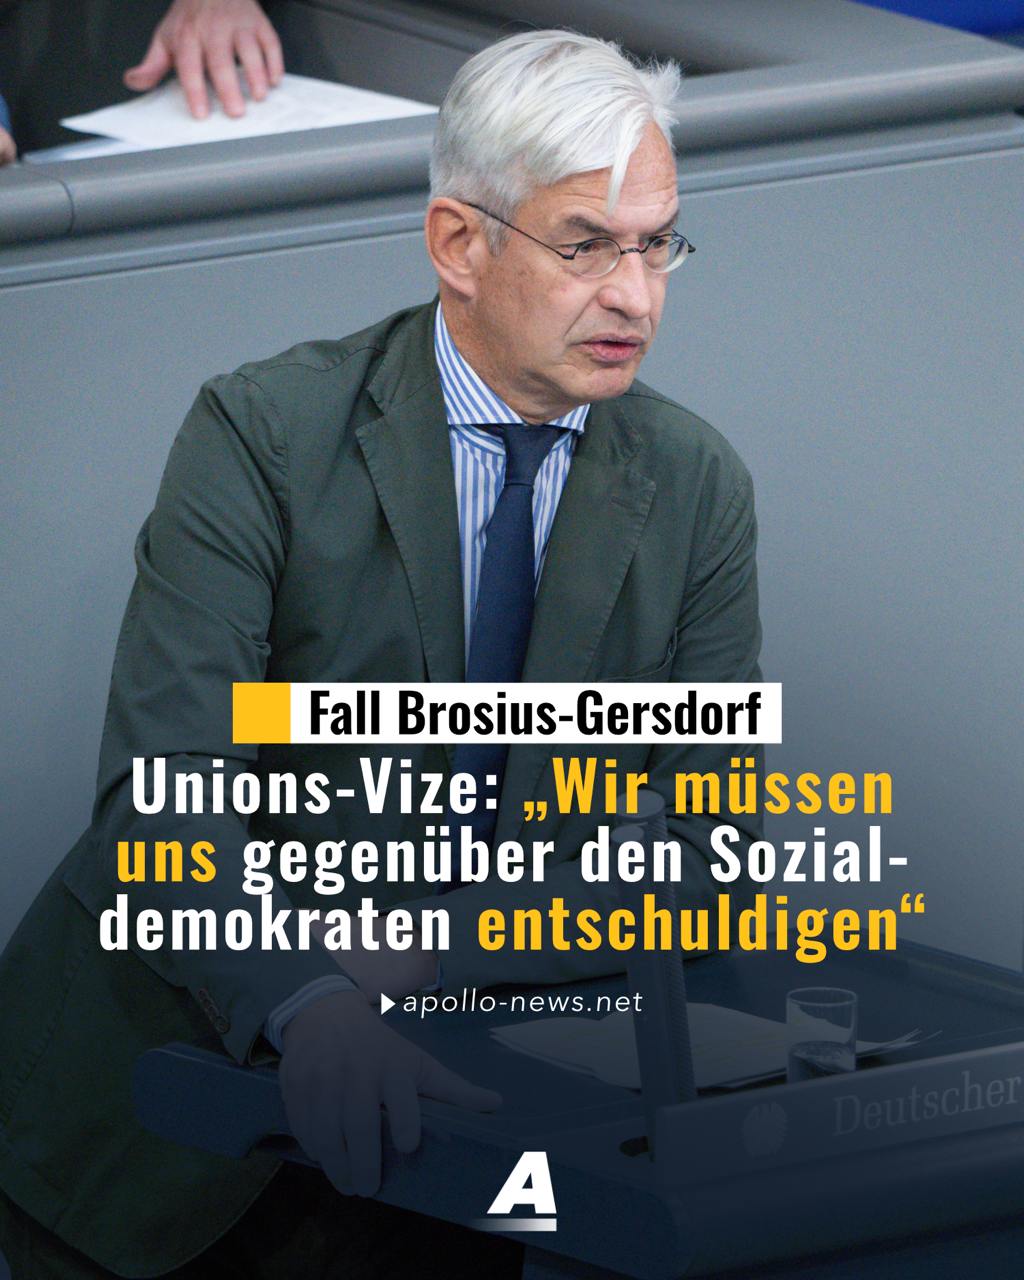 Fall Brosius-Gersdorf
Unions-Vize: „Wir müssen
uns gegenüber den Sozial-
demokraten entschuldigen“
apollo-news.net
Deutscher
A